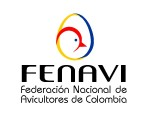 FENAVI
Federación Nacional de
Avicultores de Colombia